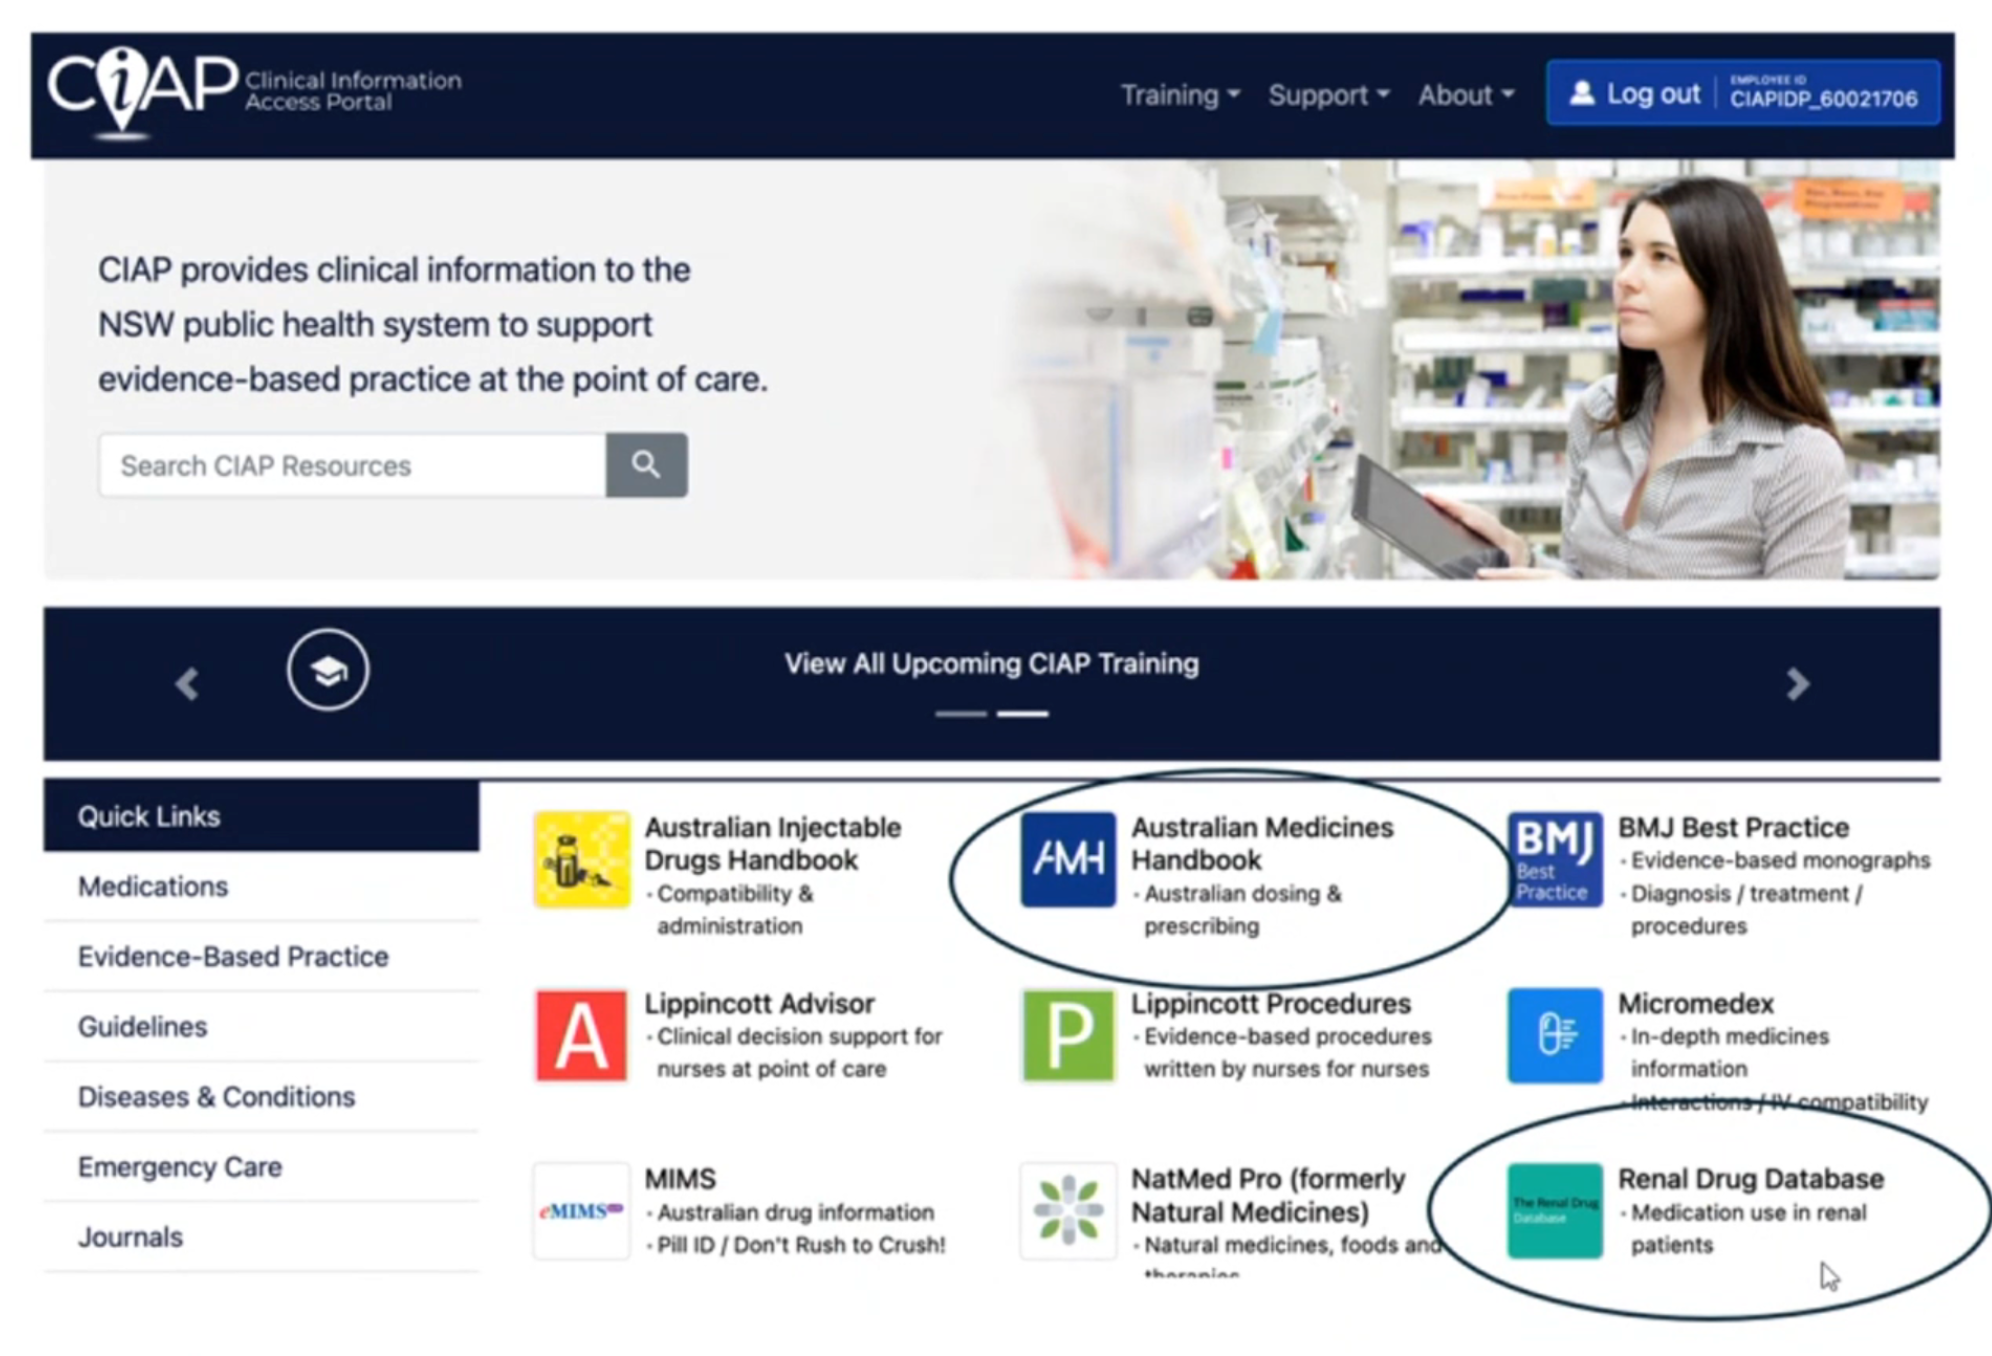 CiAP Clinical Information
Access Portal
Training
Support
About
Log out
EMPLOYEE ID
CIAPIDP_60021706
CIAP provides clinical information to the
NSW public health system to support
evidence-based practice at the point of care.
Search CIAP Resources
View All Upcoming CIAP Training
Quick Links
Medications
Evidence-Based Practice
Guidelines
Diseases & Conditions
Emergency Care
Journals
Australian Injectable
Drugs Handbook
· Compatibility &
administration
AMH
Australian Medicines
Handbook
· Australian dosing &
prescribing
BMJ
Best
Practice
BMJ Best Practice
· Evidence-based monographs
· Diagnosis / treatment /
procedures
A
Lippincott Advisor
· Clinical decision support for
nurses at point of care
P
Lippincott Procedures
· Evidence-based procedures
written by nurses for nurses
Micromedex
· In-depth medicines
information
· Interactions / IV compatibility
eMIMS
MIMS
· Australian drug information
· Pill ID / Don't Rush to Crush!
NatMed Pro (formerly
Natural Medicines)
· Natural medicines, foods and
therapies
The Renal Drug
Database
Renal Drug Database
· Medication use in renal
patients